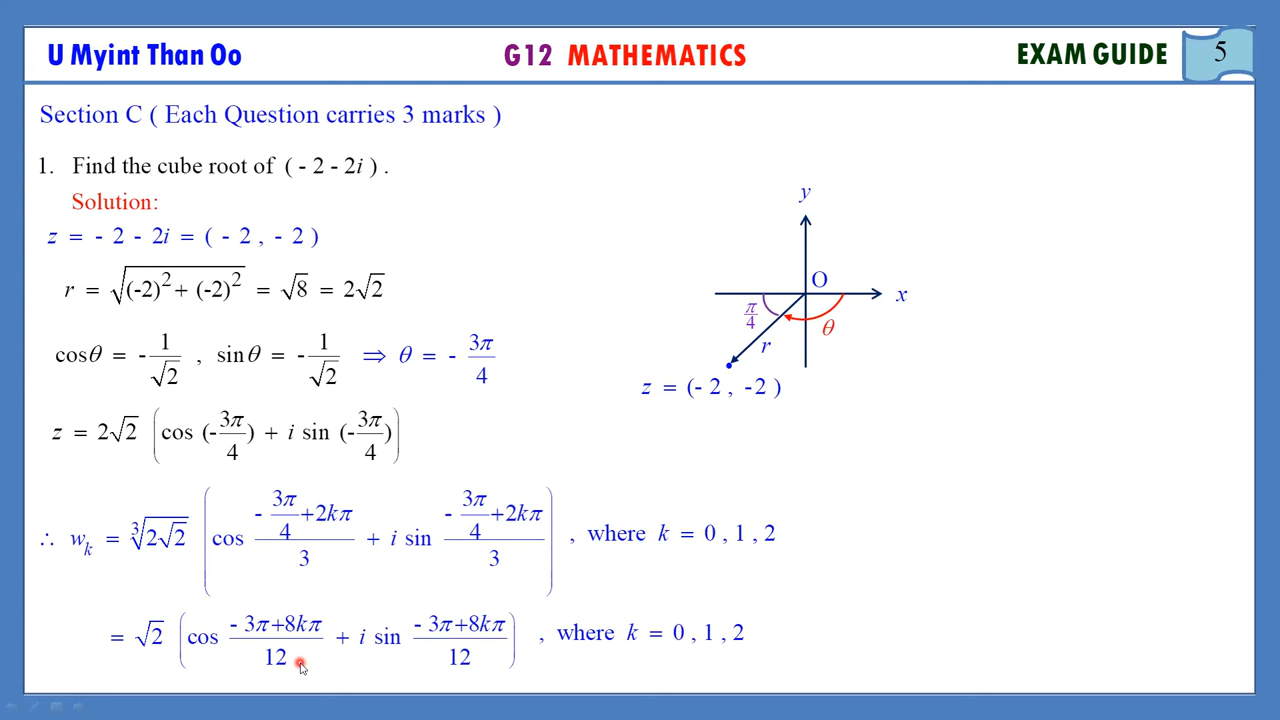 U Myint Than Oo G12 MATHEMATICS EXAM GUIDE 5
Section C ( Each Question carries 3 marks )
1. Find the cube root of ( - 2 - 2i ) .
Solution:
z = - 2 - 2i = ( - 2 , - 2 )
r = √((-2)² + (-2)²) = √8 = 2√2
cosθ = - 1/√2 , sinθ = - 1/√2 ⇒ θ = - 3π/4
z = 2√2 ( cos (-3π/4) + i sin (-3π/4) )
∴ wₖ = ∛(2√2) ( cos (- 3π/4 +2kπ)/3 + i sin (- 3π/4 +2kπ)/3 ) , where k = 0 , 1 , 2
= √2 ( cos (- 3π+8kπ)/12 + i sin (- 3π+8kπ)/12 ) , where k = 0 , 1 , 2
y
O
x
π/4
θ
r
z = (- 2 , -2 )